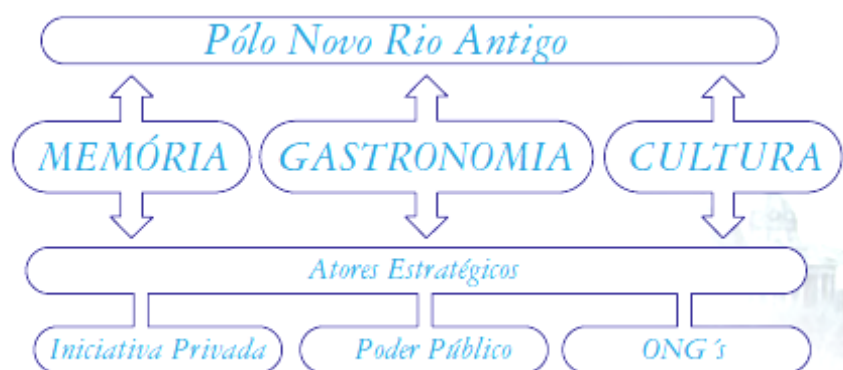 Pólo Novo Rio Antigo
MEMÓRIA GASTRONOMIA CULTURA
Atores Estratégicos
Iniciativa Privada Poder Público ONG´s